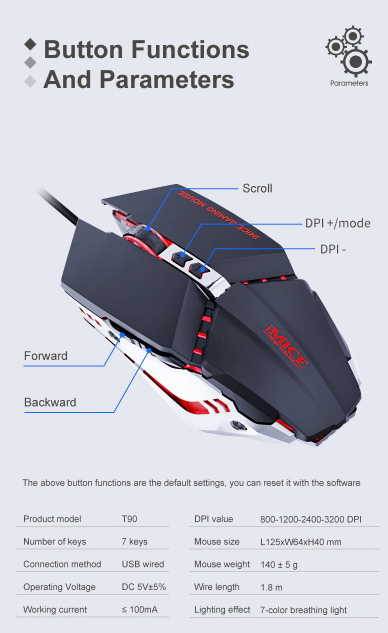 Button Functions
And Parameters
Parameters
Scroll
IMICE GAMING MOUSE
DPI +/mode
DPI -
iMICE
Forward
Backward
The above button functions are the default settings, you can reset it with the software
Product model T90
Number of keys 7 keys
Connection method USB wired
Operating Voltage DC 5V±5%
Working current ≤ 100mA
DPI value 800-1200-2400-3200 DPI
Mouse size L125xW64xH40 mm
Mouse weight 140 ± 5 g
Wire length 1.8 m
Lighting effect 7-color breathing light